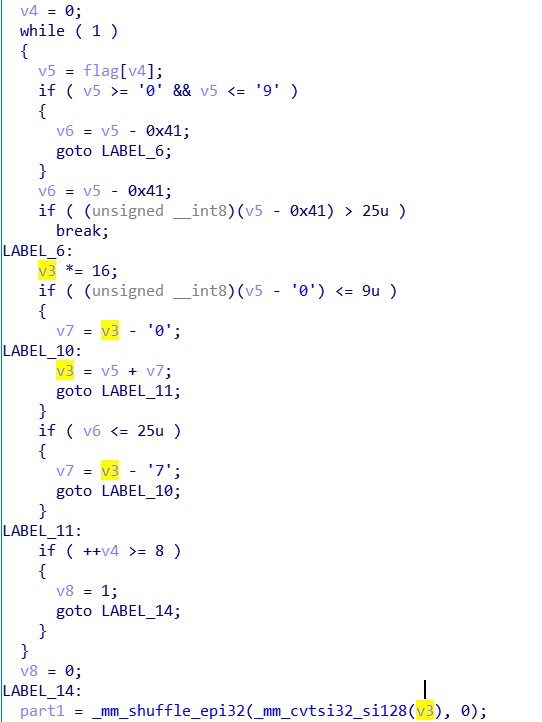 v4 = 0;
while ( 1 )
{
v5 = flag[v4];
if ( v5 >= '0' && v5 <= '9' )
{
v6 = v5 - 0x41;
goto LABEL_6;
}
v6 = v5 - 0x41;
if ( (unsigned __int8)(v5 - 0x41) > 25u )
break;
LABEL_6:
v3 *= 16;
if ( (unsigned __int8)(v5 - '0') <= 9u )
{
v7 = v3 - '0';
LABEL_10:
v3 = v5 + v7;
goto LABEL_11;
}
if ( v6 <= 25u )
{
v7 = v3 - '7';
goto LABEL_10;
}
LABEL_11:
if ( ++v4 >= 8 )
{
v8 = 1;
goto LABEL_14;
}
}
v8 = 0;
LABEL_14:
part1 = _mm_shuffle_epi32(_mm_cvtsi32_si128(v3), 0);